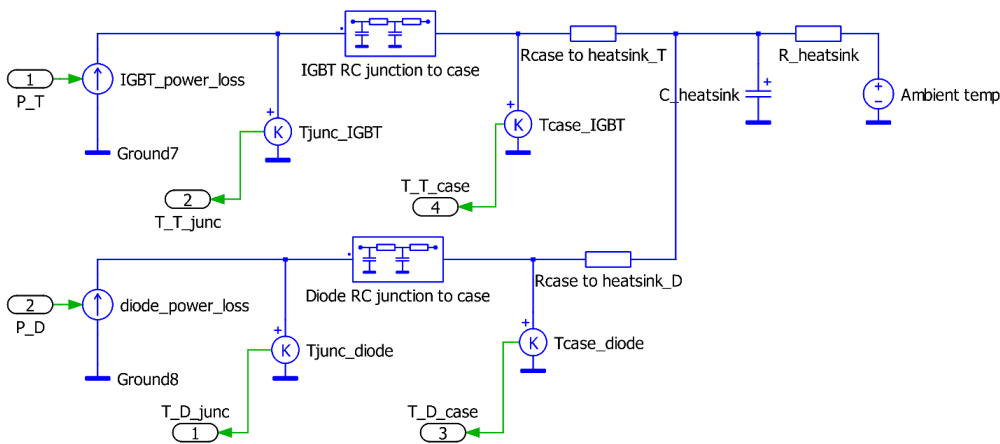 1
P_T
IGBT_power_loss
Ground7
IGBT RC junction to case
K
Tjunc_IGBT
2
T_T_junc
K
Tcase_IGBT
T_T_case
4
Rcase to heatsink_T
C_heatsink
R_heatsink
Ambient temp
2
P_D
diode_power_loss
Ground8
Diode RC junction to case
K
Tjunc_diode
T_D_junc
1
K
Tcase_diode
T_D_case
3
Rcase to heatsink_D